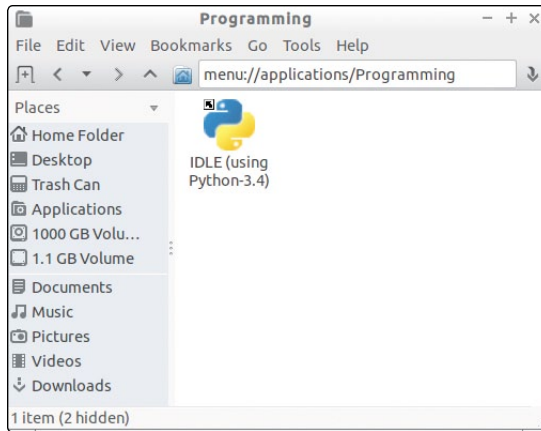 Programming
File Edit View Bookmarks Go Tools Help
menu://applications/Programming
Places
Home Folder
Desktop
Trash Can
Applications
1000 GB Volu...
1.1 GB Volume
Documents
Music
Pictures
Videos
Downloads
IDLE (using
Python-3.4)
1 item (2 hidden)